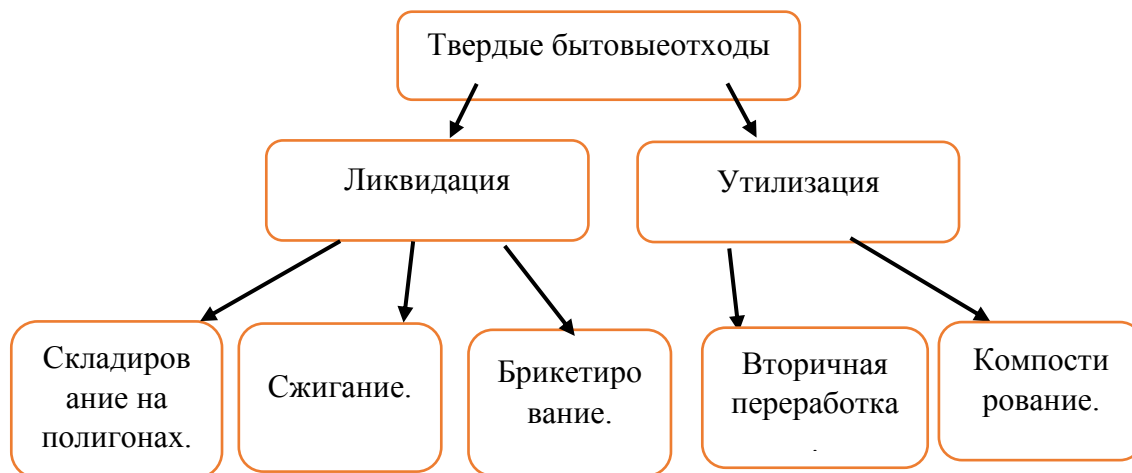 Твердые бытовыеотходы
Ликвидация
Утилизация
Складиров
ание на
полигонах.
Сжигание.
Брикетиро
вание.
Вторичная
переработка
.
Компости
рование.